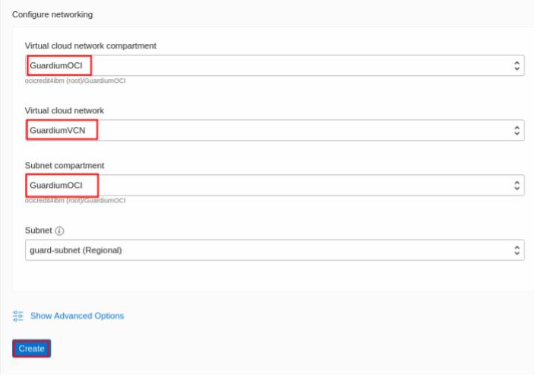 Configure networking
Virtual cloud network compartment
GuardiumOCI
ocicredit4ibm (root)/GuardiumOCI
Virtual cloud network
GuardiumVCN
Subnet compartment
GuardiumOCI
ocicredit4ibm (root)/GuardiumOCI
Subnet
guard-subnet (Regional)
Show Advanced Options
Create